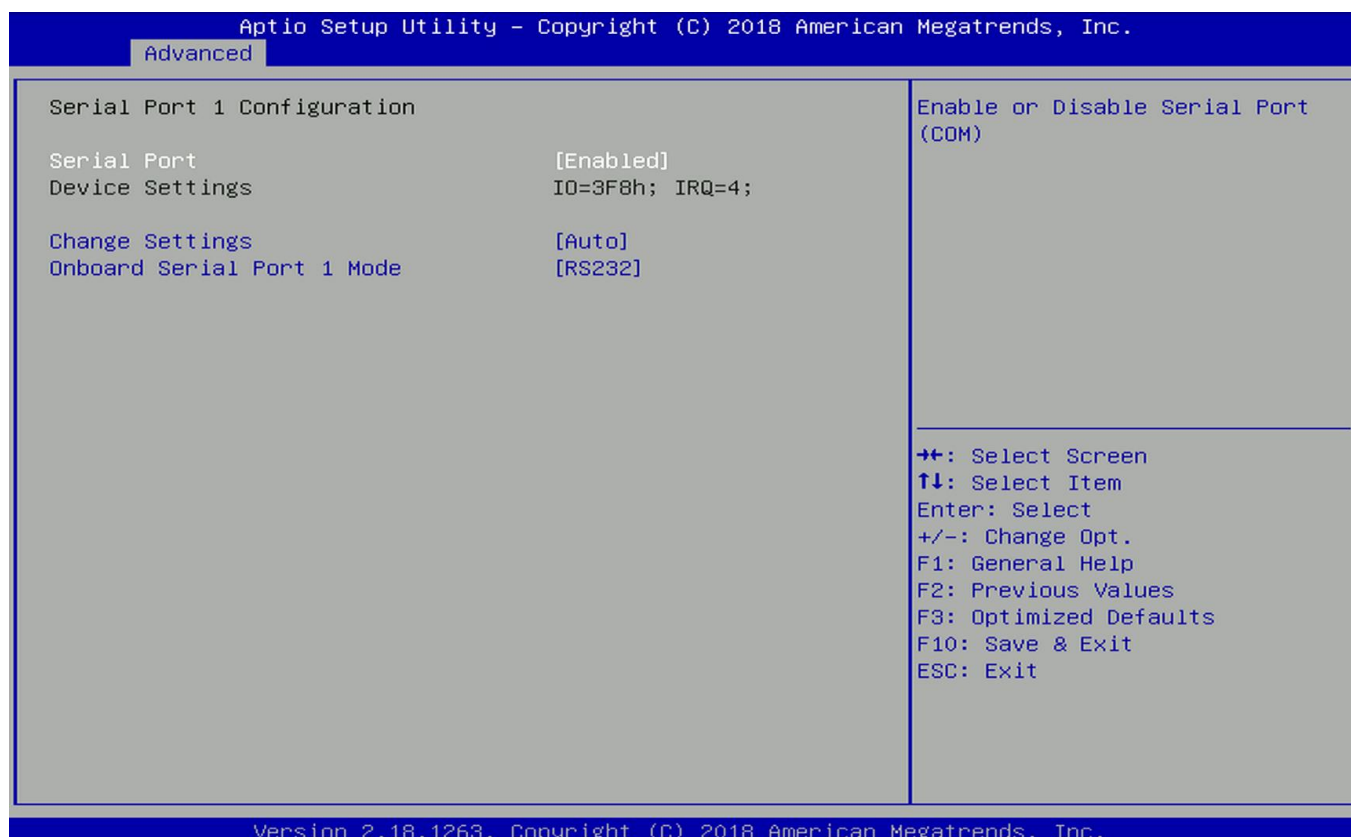 Aptio Setup Utility – Copyright (C) 2018 American Megatrends, Inc.
Advanced
Serial Port 1 Configuration
Serial Port [Enabled]
Device Settings IO=3F8h; IRQ=4;
Change Settings [Auto]
Onboard Serial Port 1 Mode [RS232]
Enable or Disable Serial Port
(COM)
→←: Select Screen
↑↓: Select Item
Enter: Select
+/-: Change Opt.
F1: General Help
F2: Previous Values
F3: Optimized Defaults
F10: Save & Exit
ESC: Exit
Version 2.18.1263. Copyright (C) 2018 American Megatrends, Inc.